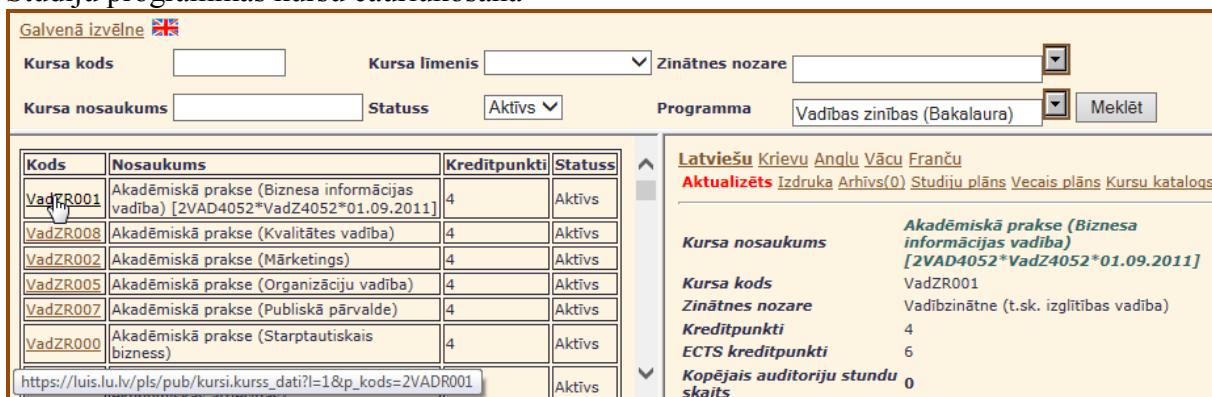 Galvenā izvēlne
Kursa kods Kursa līmenis Zinātnes nozare
Kursa nosaukums Statuss Aktīvs Programma Vadības zinības (Bakalaura) Meklēt
Kods Nosaukums Kredītpunkti Statuss
VadZR001 Akadēmiskā prakse (Biznesa informācijas vadība) [2VAD4052*VadZ4052*01.09.2011] 4 Aktīvs
VadZR008 Akadēmiskā prakse (Kvalitātes vadība) 4 Aktīvs
VadZR002 Akadēmiskā prakse (Mārketings) 4 Aktīvs
VadZR005 Akadēmiskā prakse (Organizāciju vadība) 4 Aktīvs
VadZR007 Akadēmiskā prakse (Publiskā pārvalde) 4 Aktīvs
VadZR000 Akadēmiskā prakse (Starptautiskais bizness) 4 Aktīvs
Aktīvs
https://luis.lu.lv/pls/pub/kursi.kurss_dati?l=1&p_kods=2VADR001
Latviešu Krievu Angļu Vācu Franču
Aktualizēts Izdruka Arhīvs(0) Studiju plāns Vecais plāns Kursu katalogs
Kursa nosaukums Akadēmiskā prakse (Biznesa
informācijas vadība)
[2VAD4052*VadZ4052*01.09.2011]
Kursa kods VadZR001
Zinātnes nozare Vadībzinātne (t.sk. izglītības vadība)
Kredītpunkti 4
ECTS kredītpunkti 6
Kopējais auditoriju stundu skaits 0